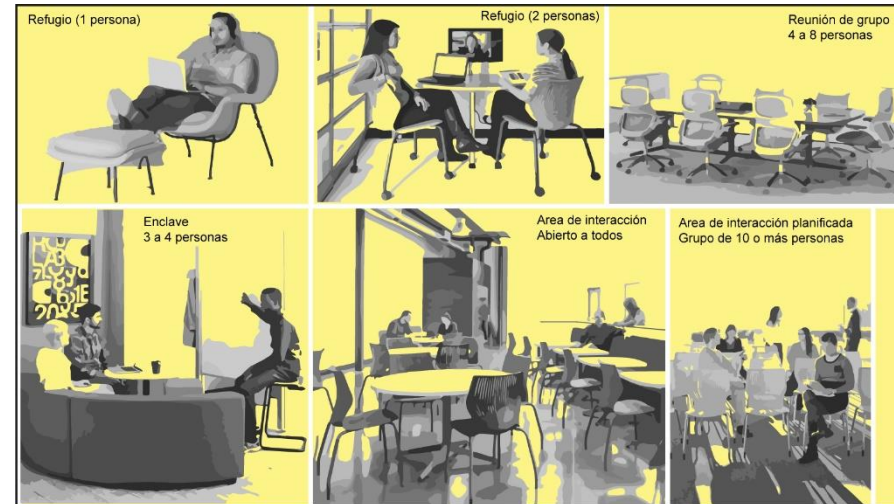 Refugio (1 persona)
Refugio (2 personas)
Reunión de grupo
4 a 8 personas
Enclave
3 a 4 personas
Area de interacción
Abierto a todos
Area de interacción planificada
Grupo de 10 o más personas